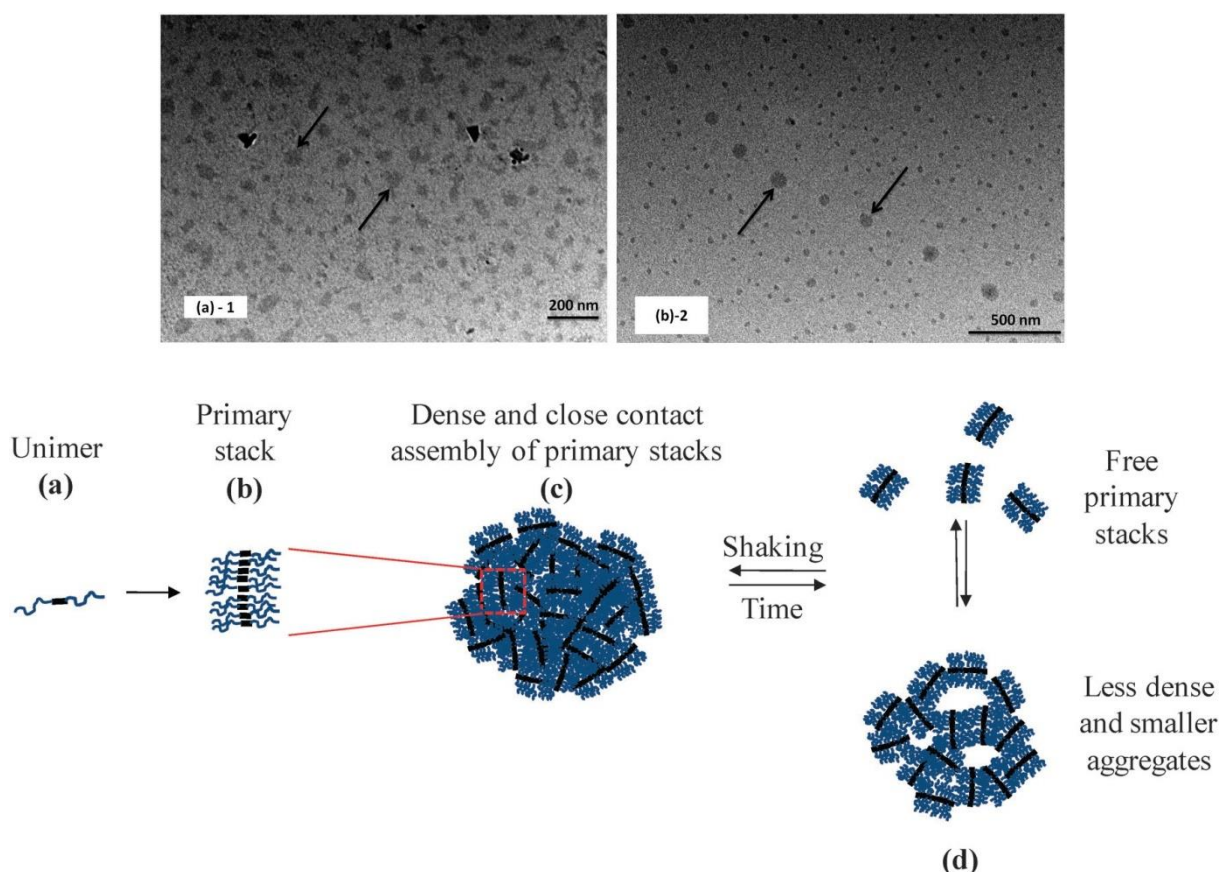 (a) - 1
200 nm
(b)-2
500 nm
Unimer
(a)
Primary
stack
(b)
Dense and close contact
assembly of primary stacks
(c)
Shaking
Time
Free
primary
stacks
Less dense
and smaller
aggregates
(d)